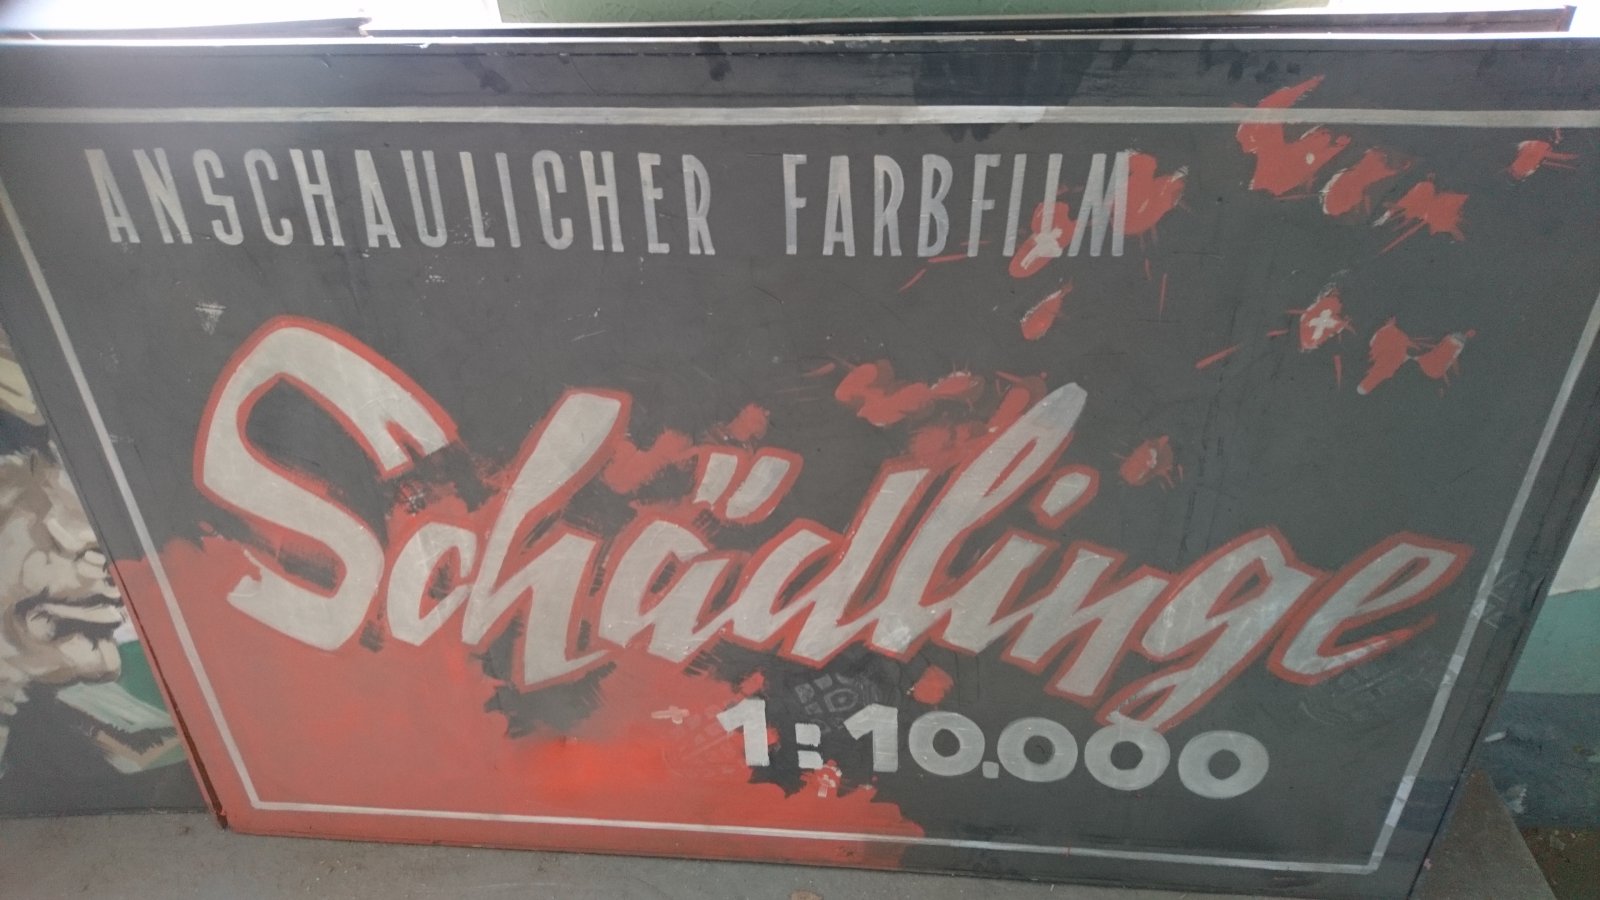 ANSCHAULICHER FARBFILM
Schädlinge
1:10.000